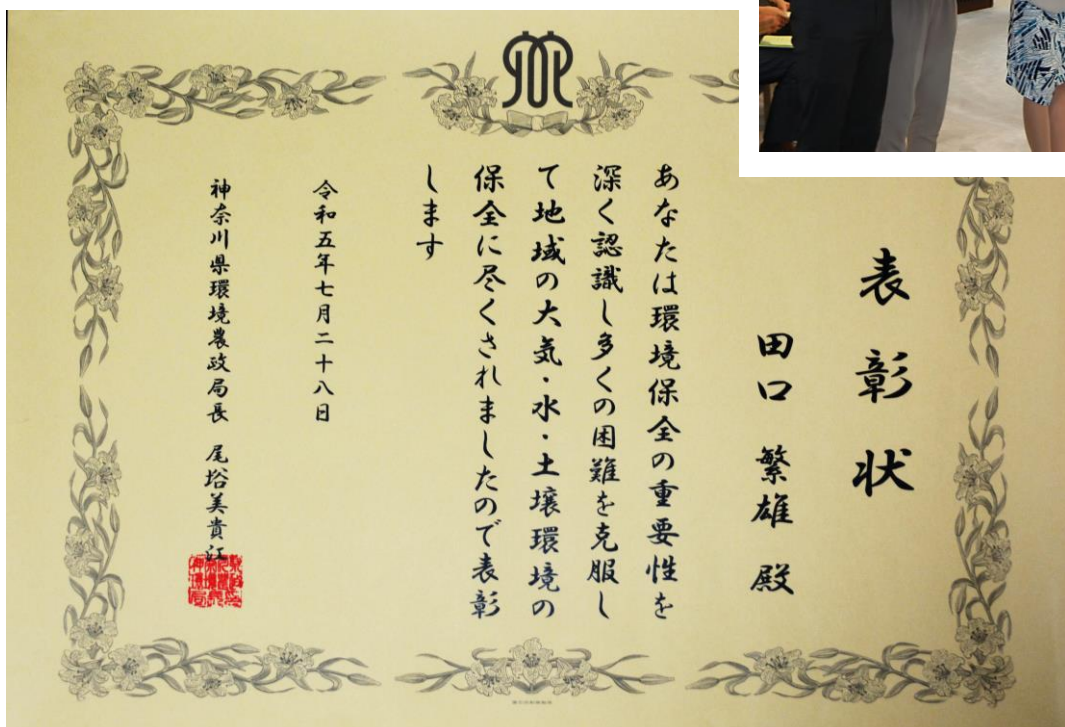 表彰状
田口 繁雄 殿
あなたは環境保全の重要性を
深く認識し多くの困難を克服し
て地域の大気・水・土壌環境の
保全に尽くされましたので表彰
します
令和五年七月二十八日
神奈川県環境農政局長 尾𡌛美貴江